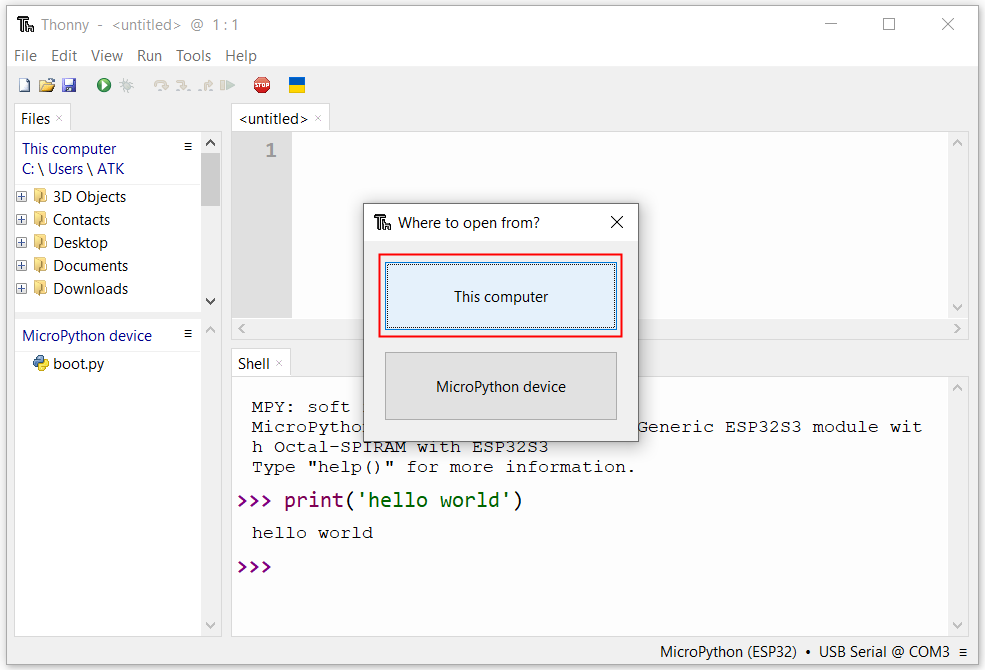 Thonny - <untitled> @ 1 : 1
File Edit View Run Tools Help
STOP
Files
<untitled>
This computer
C: \ Users \ ATK
3D Objects
Contacts
Desktop
Documents
Downloads
MicroPython device
boot.py
1
Where to open from?
This computer
MicroPython device
Shell
MPY: soft
MicroPytho Generic ESP32S3 module wit
h Octal-SPIRAM with ESP32S3
Type "help()" for more information.
>>> print('hello world')
hello world
>>>
MicroPython (ESP32) • USB Serial @ COM3 ≡